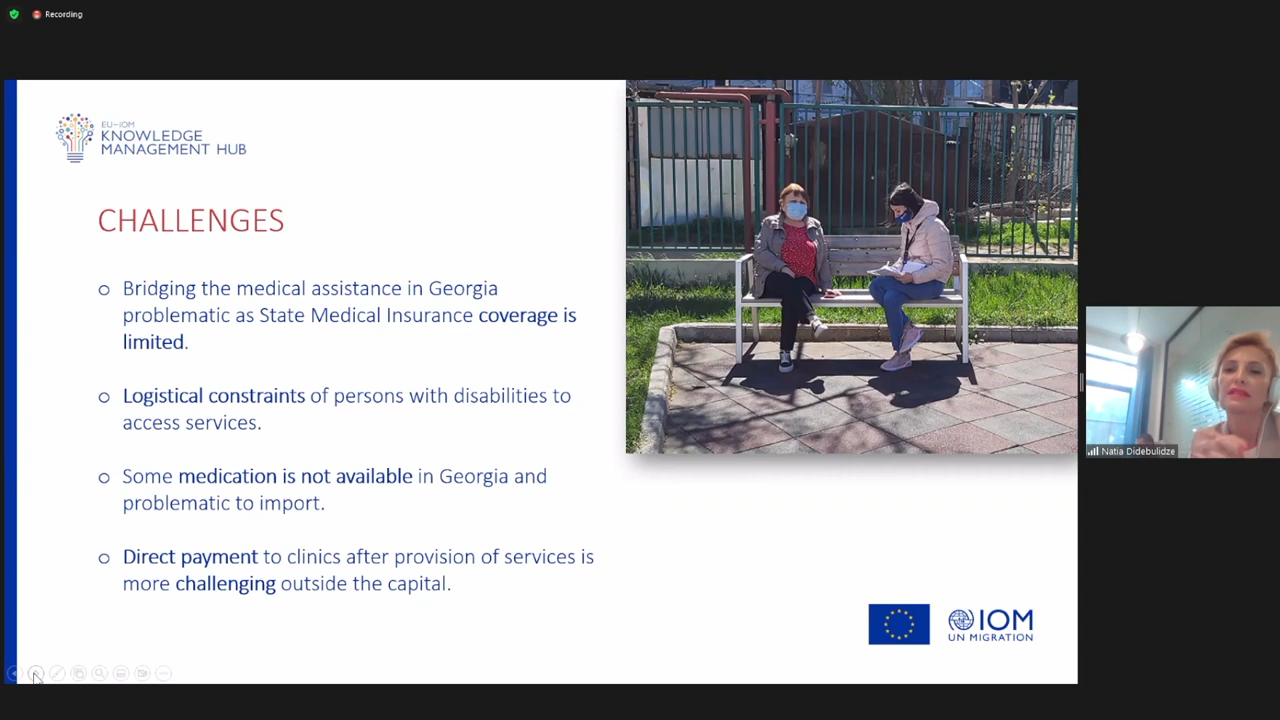 Recording
EU-IOM
KNOWLEDGE
MANAGEMENT HUB
CHALLENGES
Bridging the medical assistance in Georgia
problematic as State Medical Insurance coverage is
limited.
Logistical constraints of persons with disabilities to
access services.
Some medication is not available in Georgia and
problematic to import.
Direct payment to clinics after provision of services is
more challenging outside the capital.
IOM
UN MIGRATION
Natia Didebulidze